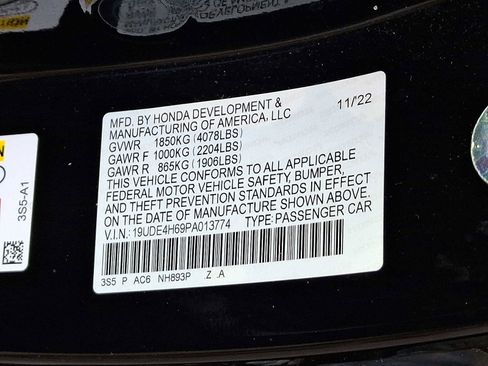 MFD. BY HONDA DEVELOPMENT & 11/'22
MANUFACTURING OF AMERICA, LLC
GVWR 1850KG (4078LBS)
GAWR F 1000KG (2204LBS)
GAWR R 865KG (1906LBS)
THIS VEHICLE CONFORMS TO ALL APPLICABLE
FEDERAL MOTOR VEHICLE SAFETY, BUMPER,
AND THEFT PREVENTION STANDARDS IN EFFECT
ON THE DATE OF MANUFACTURE SHOWN ABOVE.
V.I.N.: 19UDE4H69PA013774 TYPE: PASSENGER CAR
3S5 P AC6 NH893P .Z .A
3S5-A1